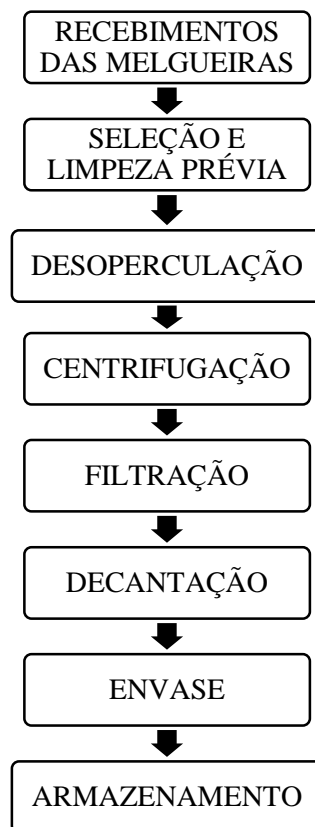 RECEBIMENTOS
DAS MELGUEIRAS
SELEÇÃO E
LIMPEZA PRÉVIA
DESOPERCULAÇÃO
CENTRIFUGAÇÃO
FILTRAÇÃO
DECANTAÇÃO
ENVASE
ARMAZENAMENTO